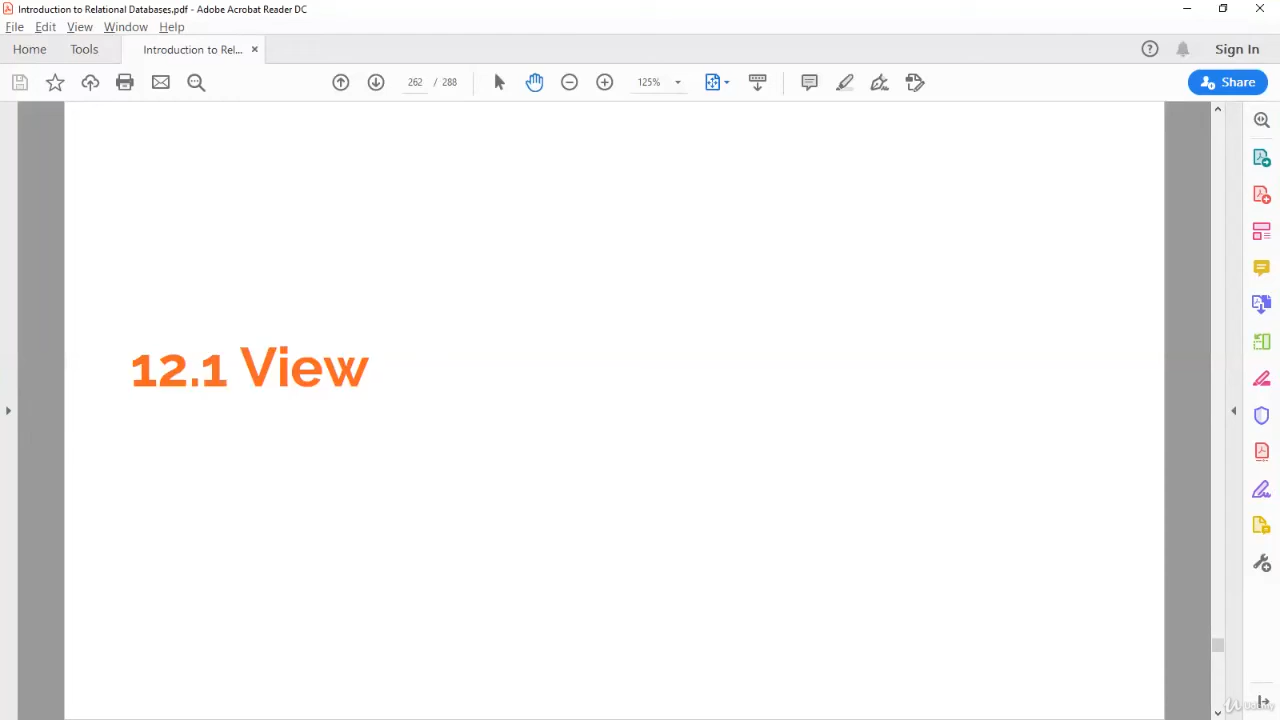 Introduction to Relational Databases.pdf - Adobe Acrobat Reader DC
File Edit View Window Help
Home Tools Introduction to Rel... × Sign In
262 / 288 125% Share
12.1 View
Udemy